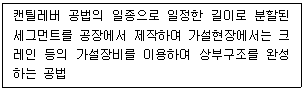 캔틸레버 공법의 일종으로 일정한 길이로 분할된
세그먼트를 공장에서 제작하여 가설현장에서는 크
레인 등의 가설장비를 이용하여 상부구조를 완성
하는 공법